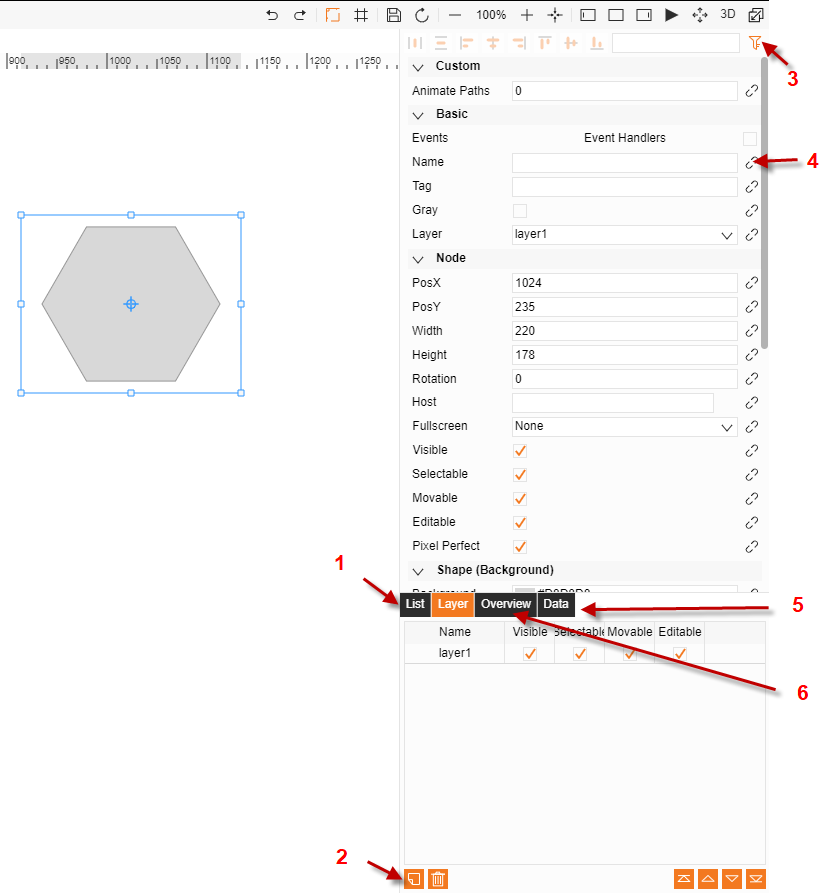 100% 3D
900 950 1000 1050 1100 1150 1200 1250
3
Custom
Animate Paths 0
Basic
Events Event Handlers
Name
4
Tag
Gray
Layer layer1
Node
PosX 1024
PosY 235
Width 220
Height 178
Rotation 0
Host
Fullscreen None
Visible
Selectable
Movable
Editable
Pixel Perfect
1
Shape (Background)
List Layer Overview Data
5
Name Visible Selectable Movable Editable
layer1
6
2